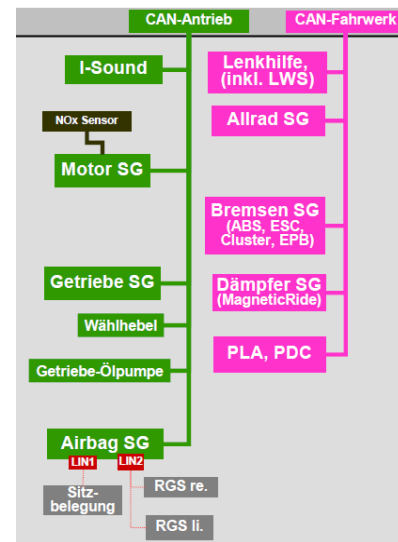 CAN-Antrieb
CAN-Fahrwerk
I-Sound
Lenkhilfe,
(inkl. LWS)
NOx Sensor
Allrad SG
Motor SG
Bremsen SG
(ABS, ESC,
Cluster, EPB)
Getriebe SG
Dämpfer SG
(MagneticRide)
Wählhebel
PLA, PDC
Getriebe-Ölpumpe
Airbag SG
LIN1
LIN2
Sitz-
belegung
RGS re.
RGS li.